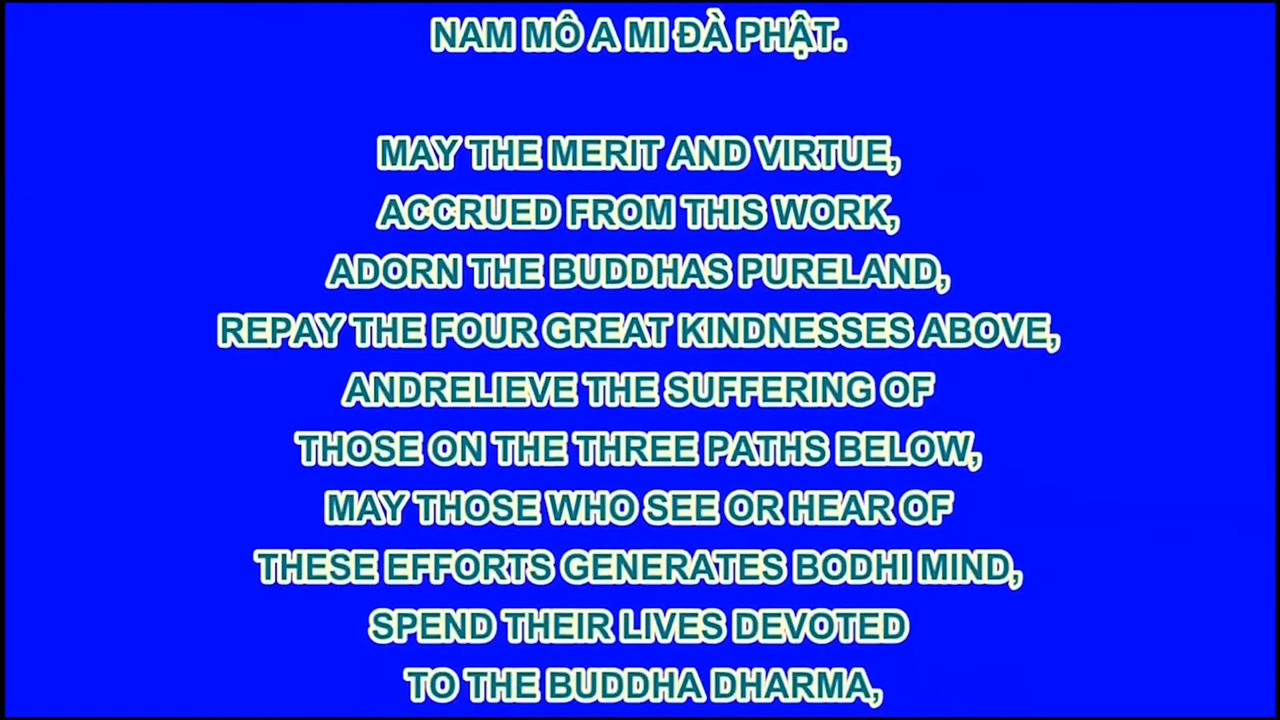 NAM MÔ A MI ĐÀ PHẬT.
MAY THE MERIT AND VIRTUE,
ACCRUED FROM THIS WORK,
ADORN THE BUDDHAS PURELAND,
REPAY THE FOUR GREAT KINDNESSES ABOVE,
ANDRELIEVE THE SUFFERING OF
THOSE ON THE THREE PATHS BELOW,
MAY THOSE WHO SEE OR HEAR OF
THESE EFFORTS GENERATES BODHI MIND,
SPEND THEIR LIVES DEVOTED
TO THE BUDDHA DHARMA,